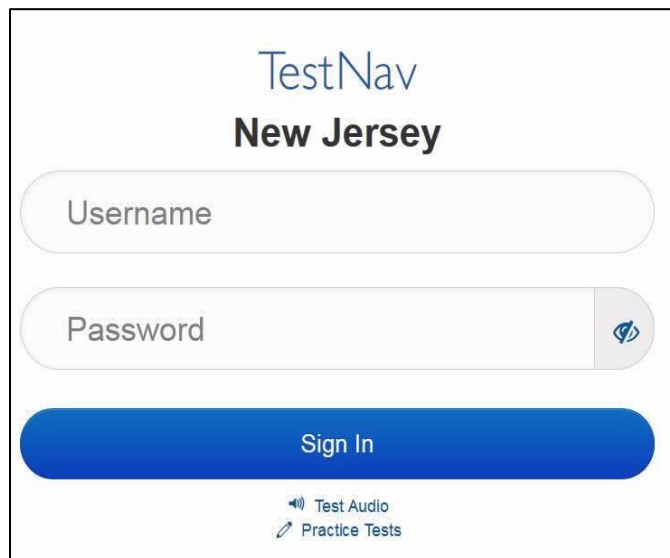 TestNav
New Jersey
Username
Password
Sign In
Test Audio
Practice Tests